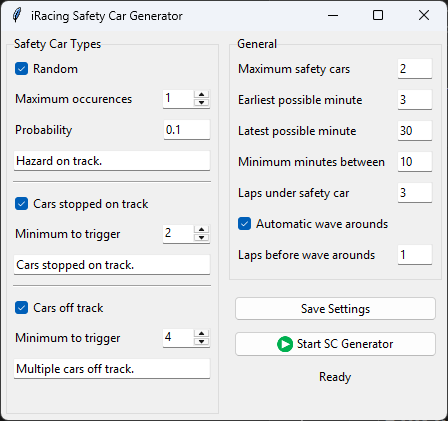 iRacing Safety Car Generator
Safety Car Types
Random
Maximum occurences 1
Probability 0.1
Hazard on track.
Cars stopped on track
Minimum to trigger 2
Cars stopped on track.
Cars off track
Minimum to trigger 4
Multiple cars off track.
General
Maximum safety cars 2
Earliest possible minute 3
Latest possible minute 30
Minimum minutes between 10
Laps under safety car 3
Automatic wave arounds
Laps before wave arounds 1
Save Settings
Start SC Generator
Ready